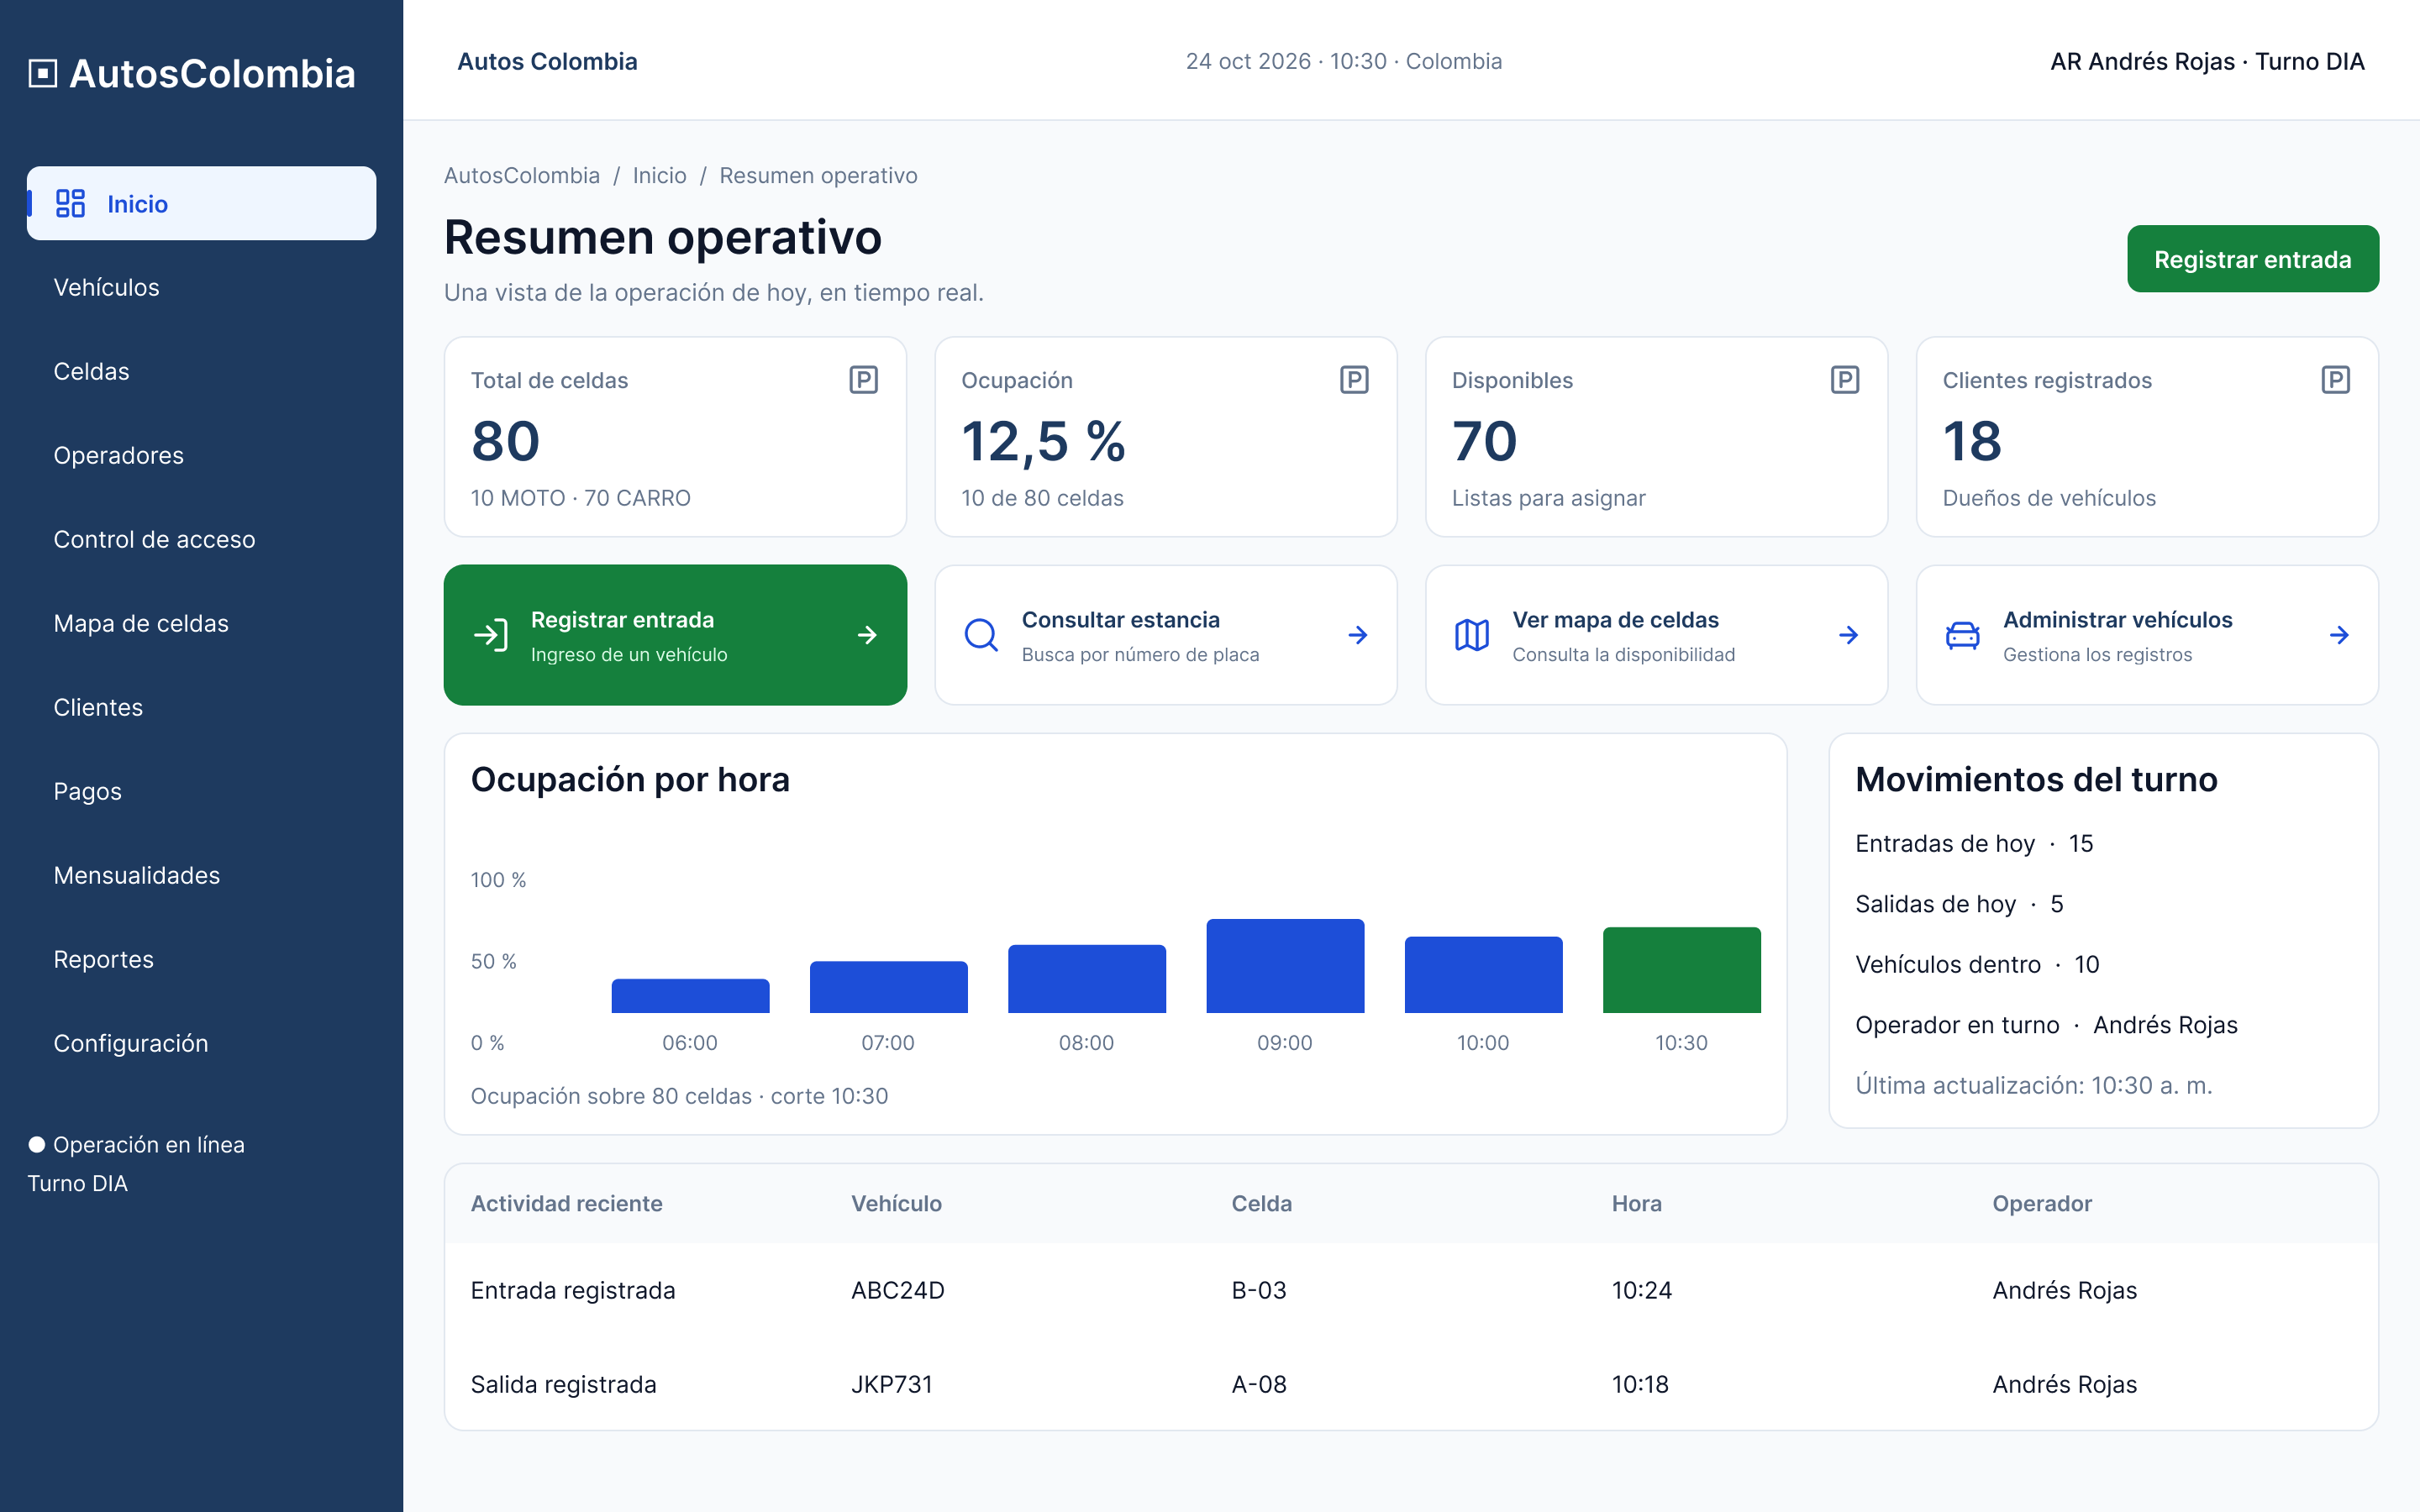 AutosColombia
Inicio
Vehículos
Celdas
Operadores
Control de acceso
Mapa de celdas
Clientes
Pagos
Mensualidades
Reportes
Configuración
Operación en línea
Turno DIA
Autos Colombia
24 oct 2026 · 10:30 · Colombia
AR Andrés Rojas · Turno DIA
AutosColombia / Inicio / Resumen operativo
Resumen operativo
Una vista de la operación de hoy, en tiempo real.
Registrar entrada
Total de celdas
P
80
10 MOTO · 70 CARRO
Ocupación
P
12,5 %
10 de 80 celdas
Disponibles
P
70
Listas para asignar
Clientes registrados
P
18
Dueños de vehículos
Registrar entrada
Ingreso de un vehículo
Consultar estancia
Busca por número de placa
Ver mapa de celdas
Consulta la disponibilidad
Administrar vehículos
Gestiona los registros
Ocupación por hora
100 %
50 %
0 %
06:00 07:00 08:00 09:00 10:00 10:30
Ocupación sobre 80 celdas · corte 10:30
Movimientos del turno
Entradas de hoy · 15
Salidas de hoy · 5
Vehículos dentro · 10
Operador en turno · Andrés Rojas
Última actualización: 10:30 a. m.
Actividad reciente Vehículo Celda Hora Operador
Entrada registrada ABC24D B-03 10:24 Andrés Rojas
Salida registrada JKP731 A-08 10:18 Andrés Rojas